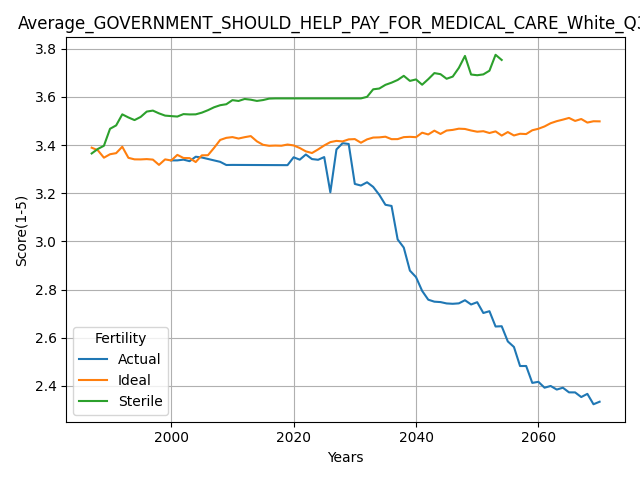 Average_GOVERNMENT_SHOULD_HELP_PAY_FOR_MEDICAL_CARE_White_Q3
3.8
3.6
3.4
3.2
3.0
2.8
2.6
2.4
Score(1-5)
Fertility
Actual
Ideal
Sterile
2000
2020
2040
2060
Years